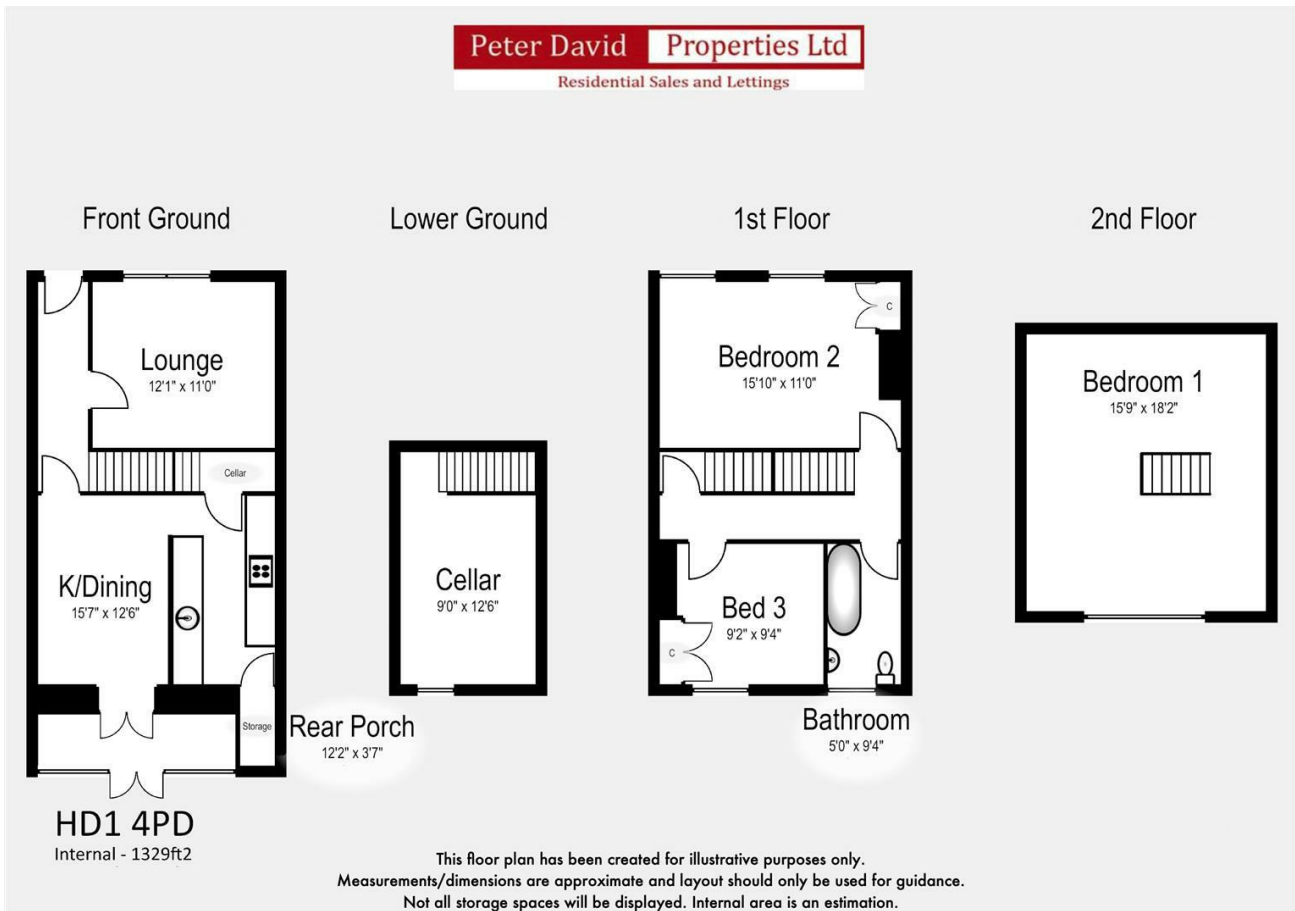 Peter David Properties Ltd
Residential Sales and Lettings
Front Ground
Lower Ground
1st Floor
2nd Floor
Lounge
12'1" x 11'0"
Cellar
K/Dining
15'7" x 12'6"
Storage
Rear Porch
12'2" x 3'7"
Cellar
9'0" x 12'6"
C
Bedroom 2
15'10" x 11'0"
Bed 3
9'2" x 9'4"
C
Bathroom
5'0" x 9'4"
Bedroom 1
15'9" x 18'2"
HD1 4PD
Internal - 1329ft2
This floor plan has been created for illustrative purposes only.
Measurements/dimensions are approximate and layout should only be used for guidance.
Not all storage spaces will be displayed. Internal area is an estimation.